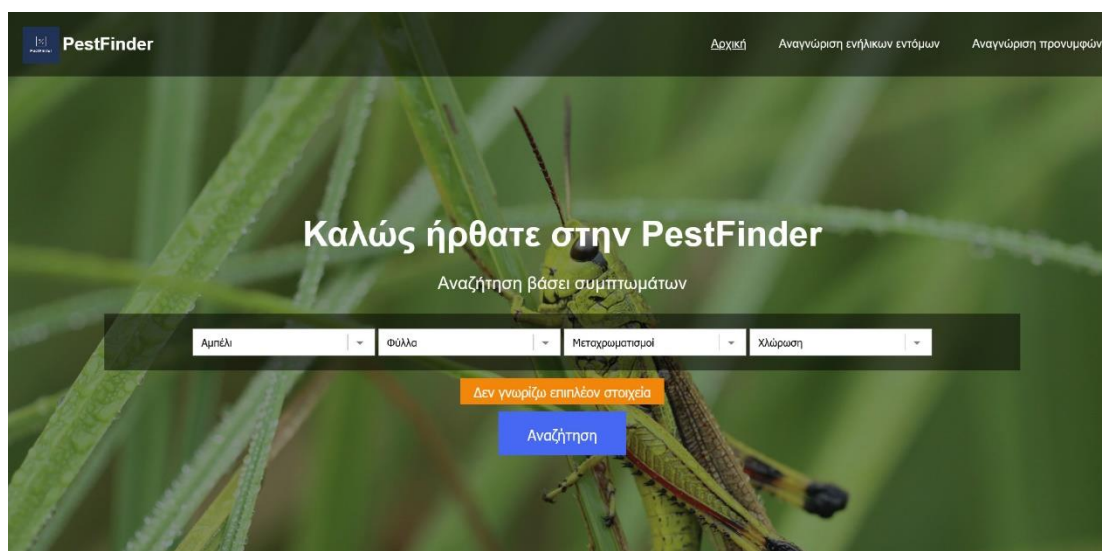 PestFinder
Αρχική Αναγνώριση ενήλικων εντόμων Αναγνώριση προνυμφών
Καλώς ήρθατε στην PestFinder
Αναζήτηση βάσει συμπτωμάτων
Αμπέλι Φύλλα Μεταχρωματισμοί Χλώρωση
Δεν γνωρίζω επιπλέον στοιχεία
Αναζήτηση